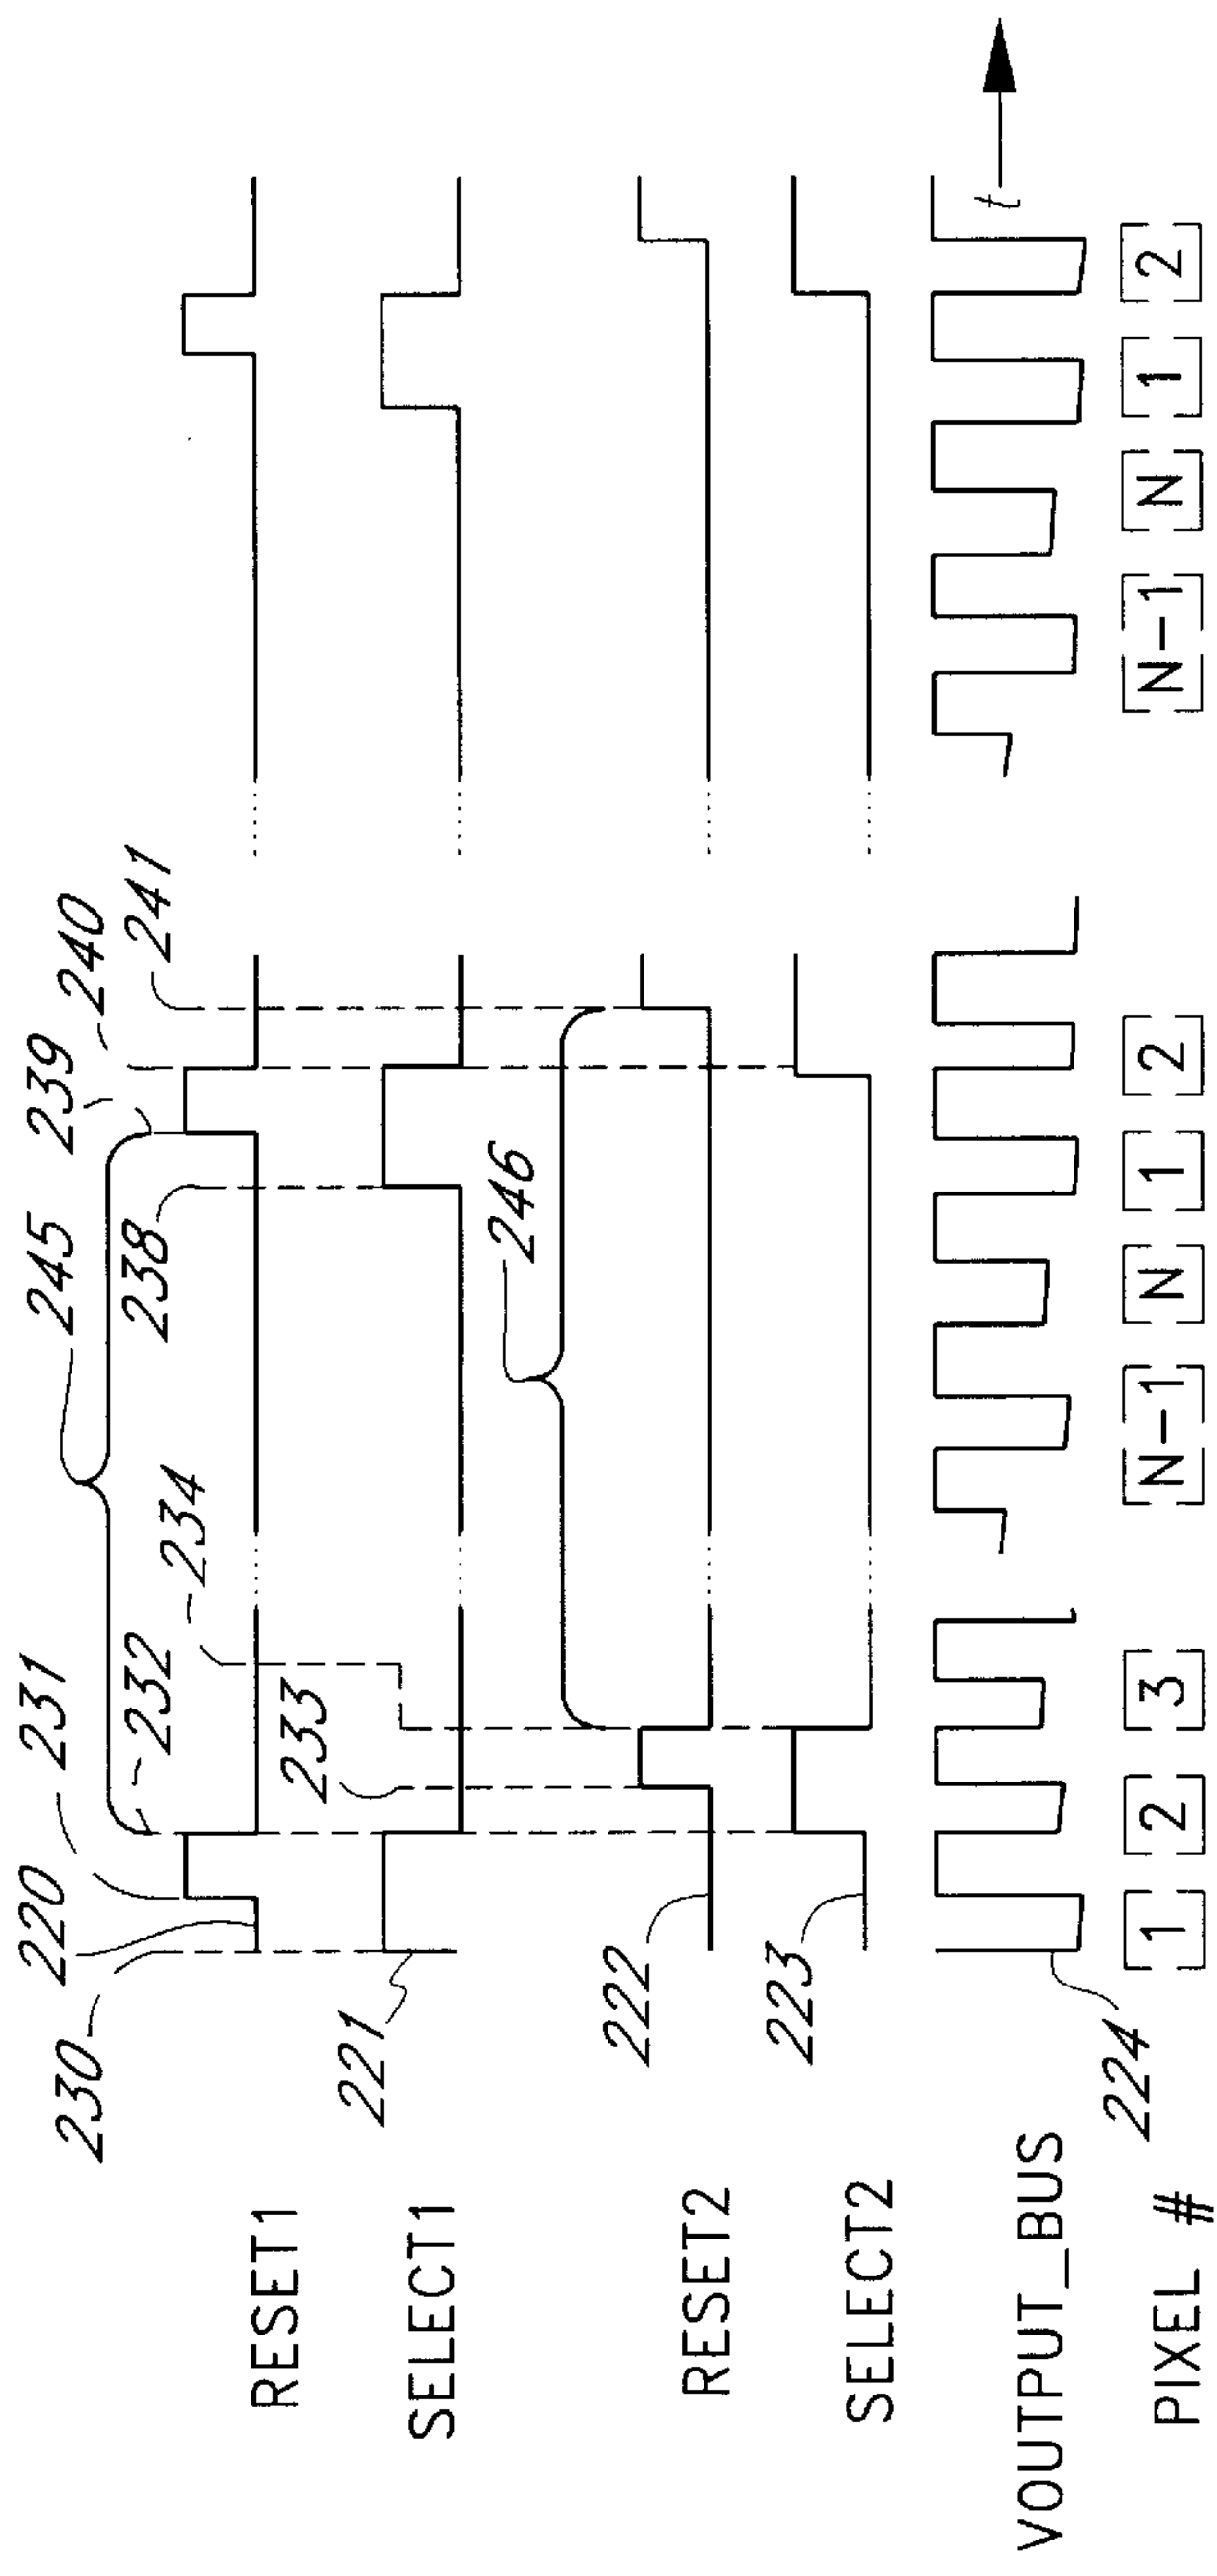 230
220
231
232
234
245
238
239
240
241
RESET1
221
SELECT1
233
246
222
RESET2
223
SELECT2
224
VOUTPUT_BUS
t
PIXEL # [1] [2] [3] [N-1] [N] [1] [2] [N-1] [N] [1] [2]